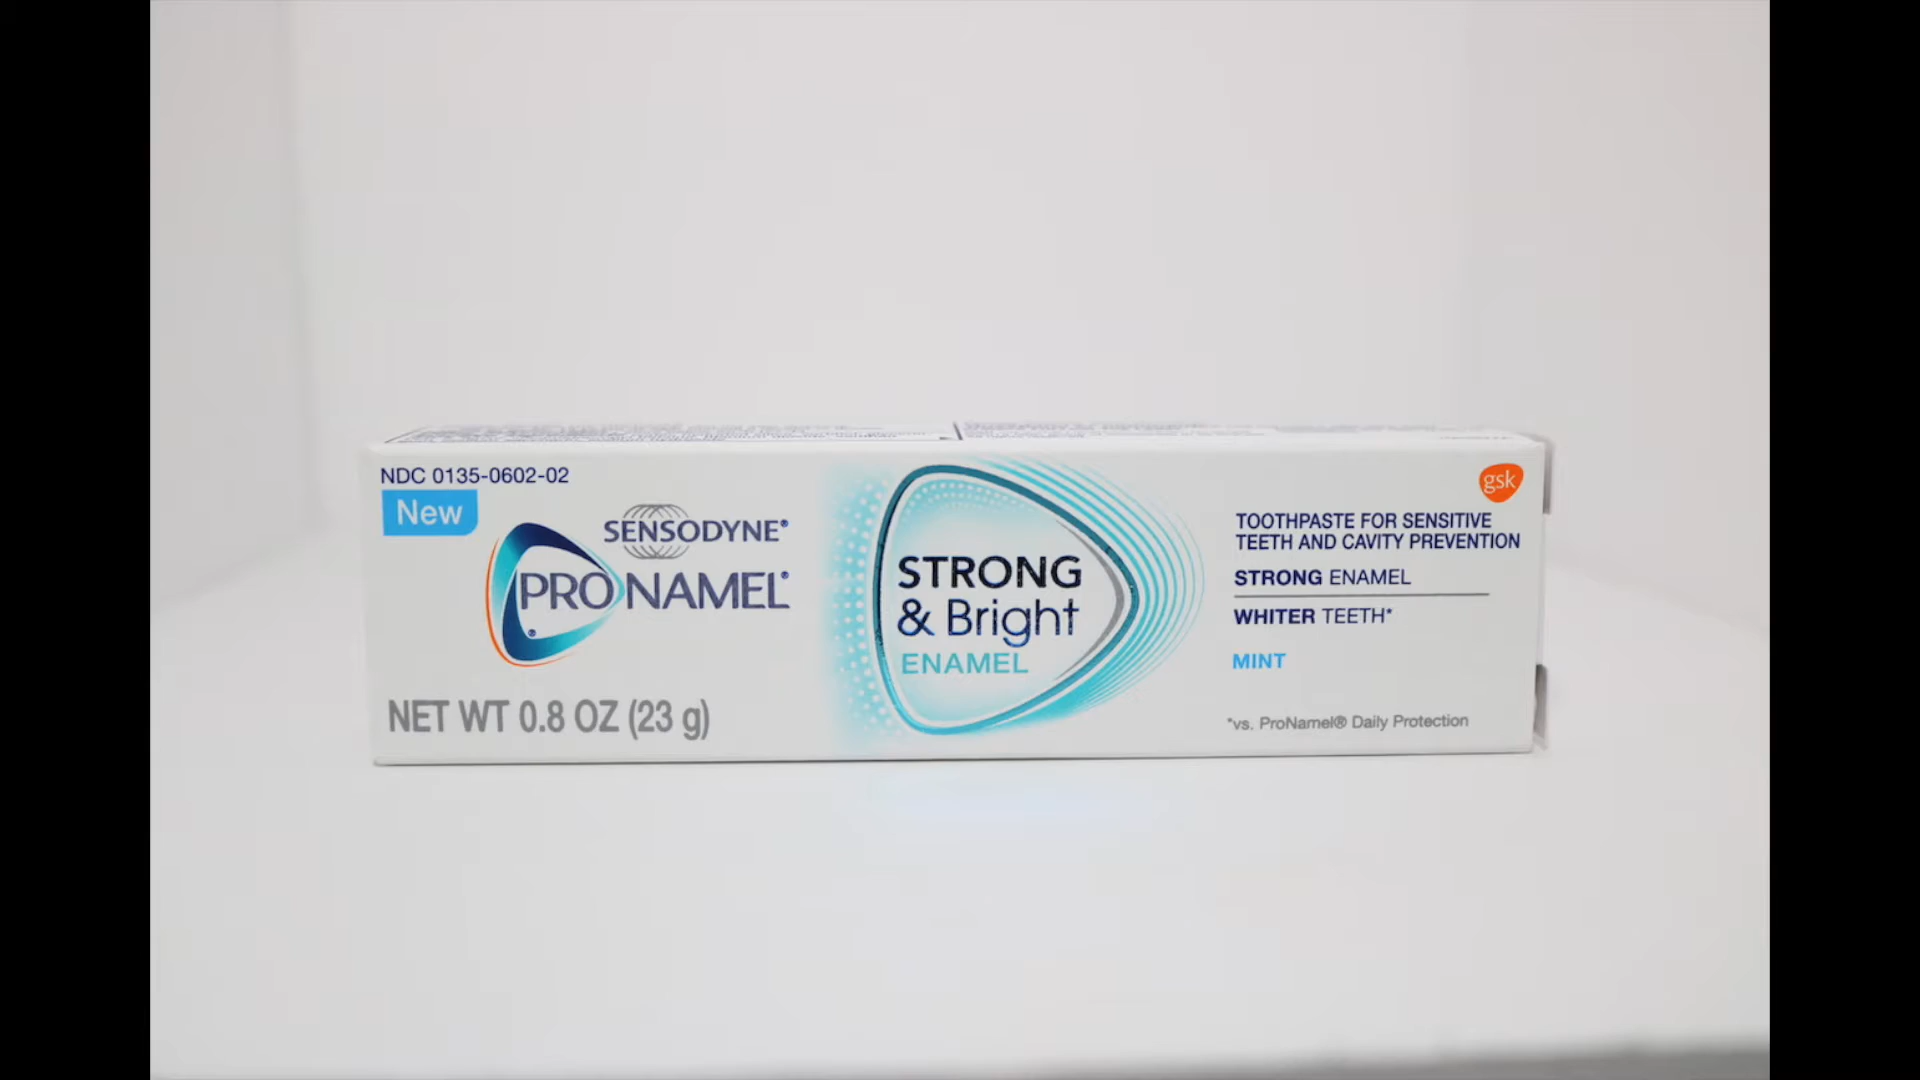 NDC 0135-0602-02
New
SENSODYNE®
PRONAMEL®
NET WT 0.8 OZ (23 g)
STRONG
& Bright
ENAMEL
gsk
TOOTHPASTE FOR SENSITIVE
TEETH AND CAVITY PREVENTION
STRONG ENAMEL
WHITER TEETH*
MINT
*vs. ProNamel® Daily Protection